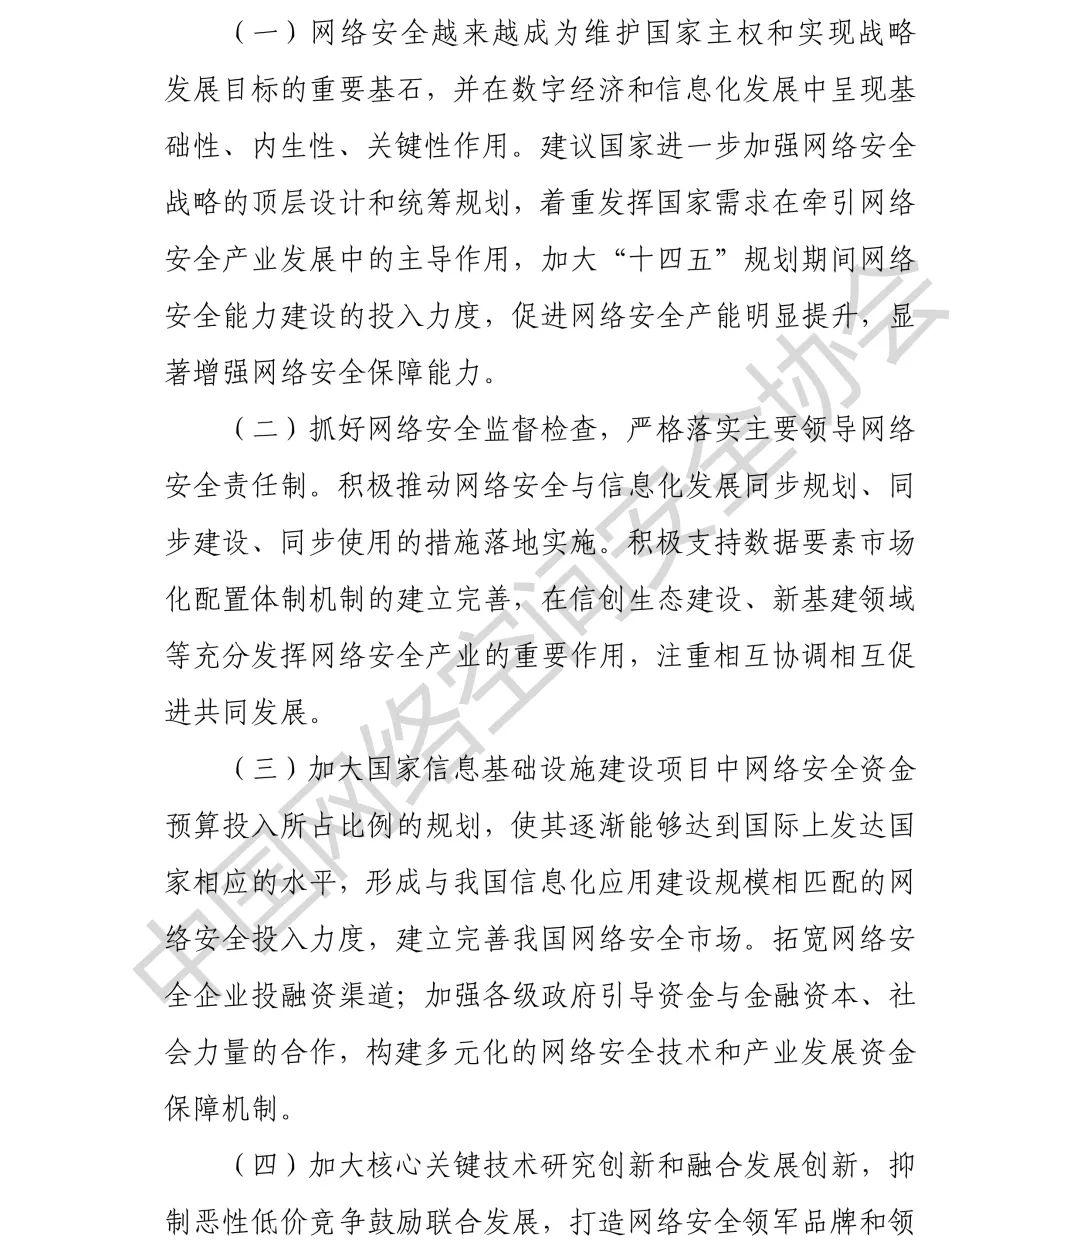 （一）网络安全越来越成为维护国家主权和实现战略
发展目标的重要基石，并在数字经济和信息化发展中呈现基
础性、内生性、关键性作用。建议国家进一步加强网络安全
战略的顶层设计和统筹规划，着重发挥国家需求在牵引网络
安全产业发展中的主导作用，加大“十四五”规划期间网络
安全能力建设的投入力度，促进网络安全产能明显提升，显
著增强网络安全保障能力。
（二）抓好网络安全监督检查，严格落实主要领导网络
安全责任制。积极推动网络安全与信息化发展同步规划、同
步建设、同步使用的措施落地实施。积极支持数据要素市场
化配置体制机制的建立完善，在信创生态建设、新基建领域
等充分发挥网络安全产业的重要作用，注重相互协调相互促
进共同发展。
（三）加大国家信息基础设施建设项目中网络安全资金
预算投入所占比例的规划，使其逐渐能够达到国际上发达国
家相应的水平，形成与我国信息化应用建设规模相匹配的网
络安全投入力度，建立完善我国网络安全市场。拓宽网络安
全企业投融资渠道；加强各级政府引导资金与金融资本、社
会力量的合作，构建多元化的网络安全技术和产业发展资金
保障机制。
（四）加大核心关键技术研究创新和融合发展创新，抑
制恶性低价竞争鼓励联合发展，打造网络安全领军品牌和领
中国网络空间安全协会